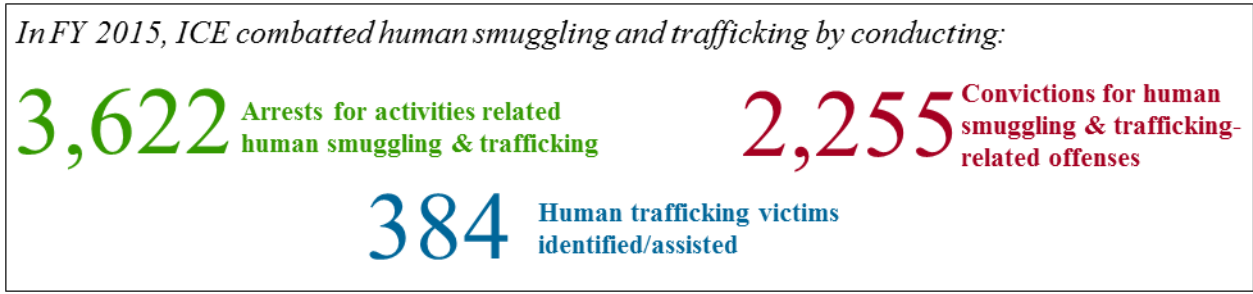 In FY 2015, ICE combatted human smuggling and trafficking by conducting:
3,622
Arrests for activities related
human smuggling & trafficking
2,255
Convictions for human
smuggling & trafficking-
related offenses
384
Human trafficking victims
identified/assisted